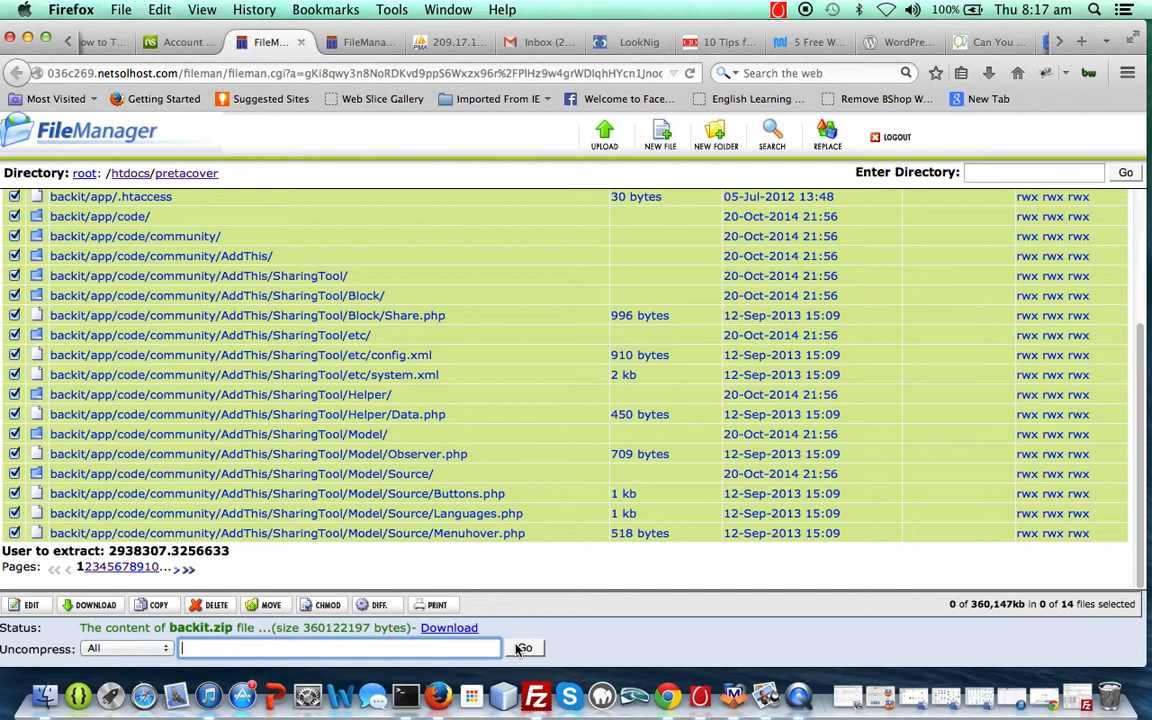 Firefox File Edit View History Bookmarks Tools Window Help 100% Thu 8:17 am
ow to T... Account ... FileM... FileMana... 209.17.1... Inbox (2... LookNig 10 Tips f... 5 Free W... WordPre... Can You ...
036c269.netsolhost.com/fileman/fileman.cgi?a=gKi8qwy3n8NoRDKvd9ppS6Wxzx96r%2FPlHz9w4grWDlqhHYcn1Jnoc Search the web
Most Visited Getting Started Suggested Sites Web Slice Gallery Imported From IE Welcome to Face... English Learning ... Remove BShop W... New Tab
FileManager
UPLOAD NEW FILE NEW FOLDER SEARCH REPLACE LOGOUT
Directory: root: /htdocs/pretacover Enter Directory: Go
backit/app/.htaccess 30 bytes 05-Jul-2012 13:48 rwx rwx rwx
backit/app/code/ 20-Oct-2014 21:56 rwx rwx rwx
backit/app/code/community/ 20-Oct-2014 21:56 rwx rwx rwx
backit/app/code/community/AddThis/ 20-Oct-2014 21:56 rwx rwx rwx
backit/app/code/community/AddThis/SharingTool/ 20-Oct-2014 21:56 rwx rwx rwx
backit/app/code/community/AddThis/SharingTool/Block/ 20-Oct-2014 21:56 rwx rwx rwx
backit/app/code/community/AddThis/SharingTool/Block/Share.php 996 bytes 12-Sep-2013 15:09 rwx rwx rwx
backit/app/code/community/AddThis/SharingTool/etc/ 20-Oct-2014 21:56 rwx rwx rwx
backit/app/code/community/AddThis/SharingTool/etc/config.xml 910 bytes 12-Sep-2013 15:09 rwx rwx rwx
backit/app/code/community/AddThis/SharingTool/etc/system.xml 2 kb 12-Sep-2013 15:09 rwx rwx rwx
backit/app/code/community/AddThis/SharingTool/Helper/ 20-Oct-2014 21:56 rwx rwx rwx
backit/app/code/community/AddThis/SharingTool/Helper/Data.php 450 bytes 12-Sep-2013 15:09 rwx rwx rwx
backit/app/code/community/AddThis/SharingTool/Model/ 20-Oct-2014 21:56 rwx rwx rwx
backit/app/code/community/AddThis/SharingTool/Model/Observer.php 709 bytes 12-Sep-2013 15:09 rwx rwx rwx
backit/app/code/community/AddThis/SharingTool/Model/Source/ 20-Oct-2014 21:56 rwx rwx rwx
backit/app/code/community/AddThis/SharingTool/Model/Source/Buttons.php 1 kb 12-Sep-2013 15:09 rwx rwx rwx
backit/app/code/community/AddThis/SharingTool/Model/Source/Languages.php 1 kb 12-Sep-2013 15:09 rwx rwx rwx
backit/app/code/community/AddThis/SharingTool/Model/Source/Menuhover.php 518 bytes 12-Sep-2013 15:09 rwx rwx rwx
User to extract: 2938307.3256633
Pages: << < 12345678910... > >>
EDIT DOWNLOAD COPY DELETE MOVE CHMOD DIFF. PRINT 0 of 360,147kb in 0 of 14 files selected
Status: The content of backit.zip file ...(size 360122197 bytes)- Download
Uncompress: All Go